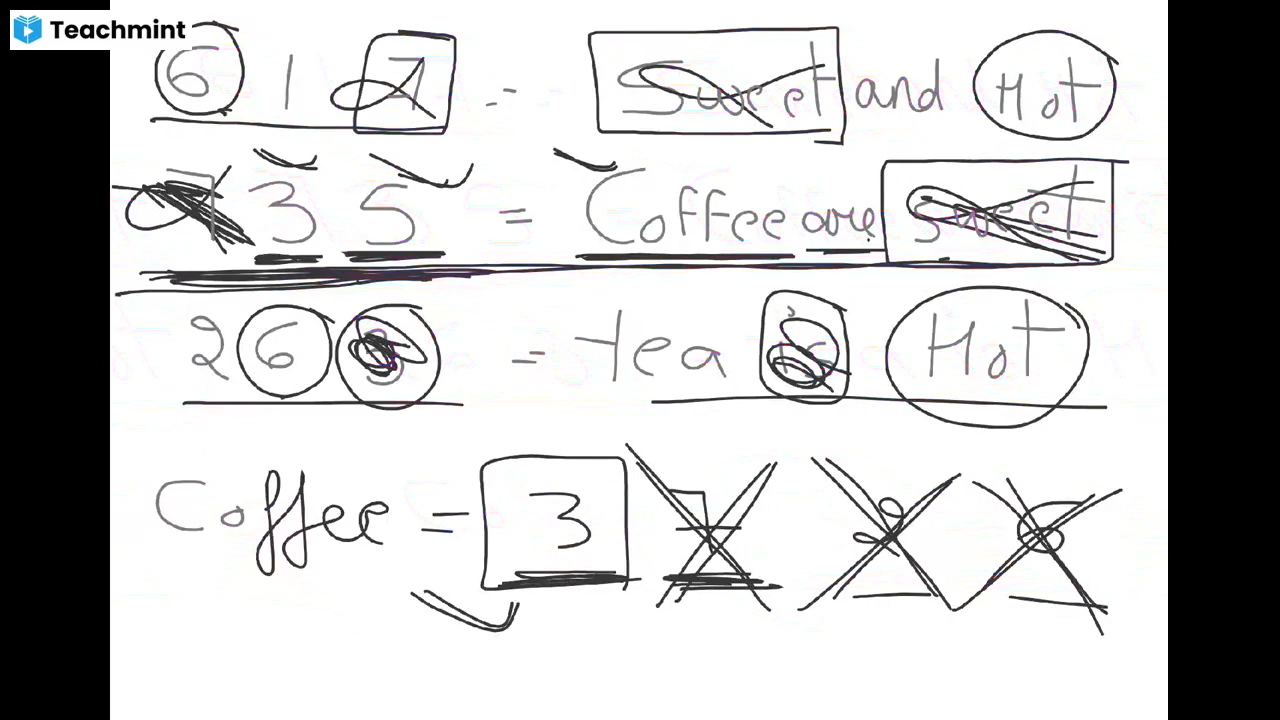 Teachmint
6 1 7 = Sweet and Hot
7 3 5 = Coffee are sweet
2 6 3 = tea is Hot
Coffee = 3 7